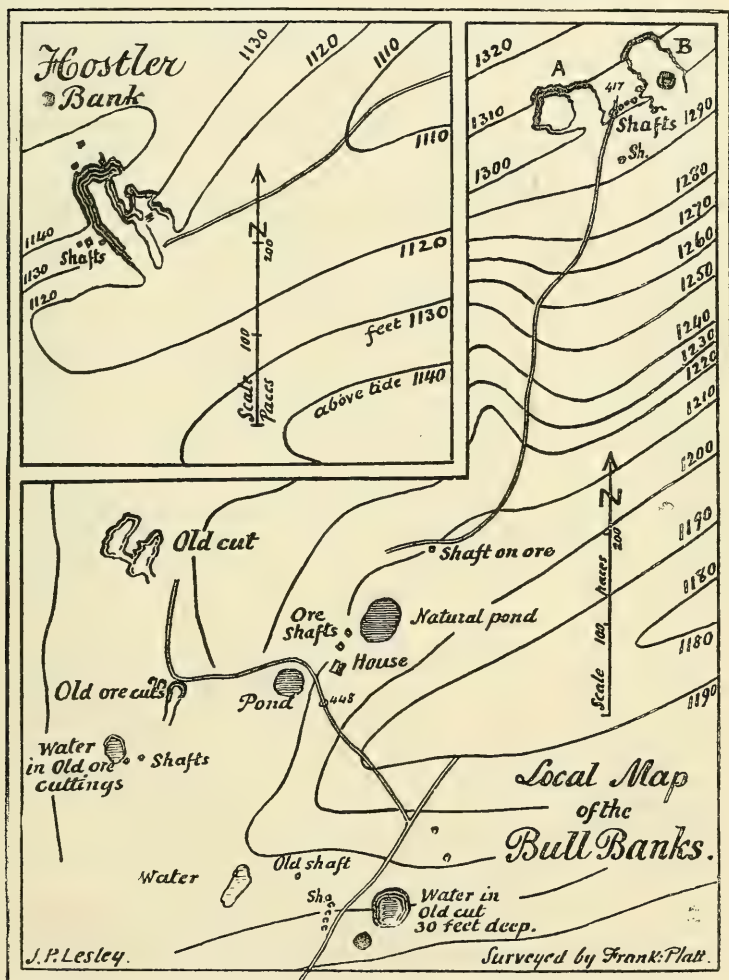 Hostler
Bank
1130
1120
1110
1110
1140
1130
1120
Shafts
1120
feet 1130
above tide 1140
Scale
Paces
100
200
N
1320
1310
1300
A
B
417
Shafts
Sh.
1290
1280
1270
1260
1250
1240
1230
1220
1210
1200
1190
1180
1180
1190
N
Scale
100
paces
200
Old cut
Shaft on ore
Ore
Shafts
Natural pond
House
Old ore cuts
Pond
448
Water
in Old ore
cuttings
Shafts
Local Map
of the
Bull Banks.
Water
Old shaft
Sh.
Water in
Old cut
30 feet deep.
J.P. Lesley.
Surveyed by Frank: Platt.